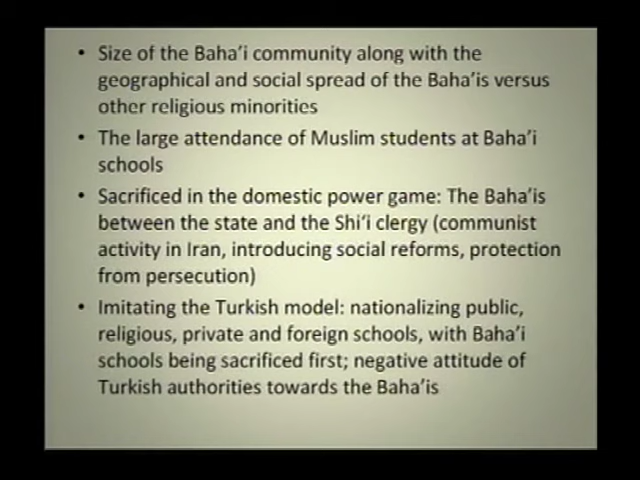 • Size of the Baha'i community along with the
geographical and social spread of the Baha'is versus
other religious minorities
• The large attendance of Muslim students at Baha'i
schools
• Sacrificed in the domestic power game: The Baha'is
between the state and the Shi'i clergy (communist
activity in Iran, introducing social reforms, protection
from persecution)
• Imitating the Turkish model: nationalizing public,
religious, private and foreign schools, with Baha'i
schools being sacrificed first; negative attitude of
Turkish authorities towards the Baha'is